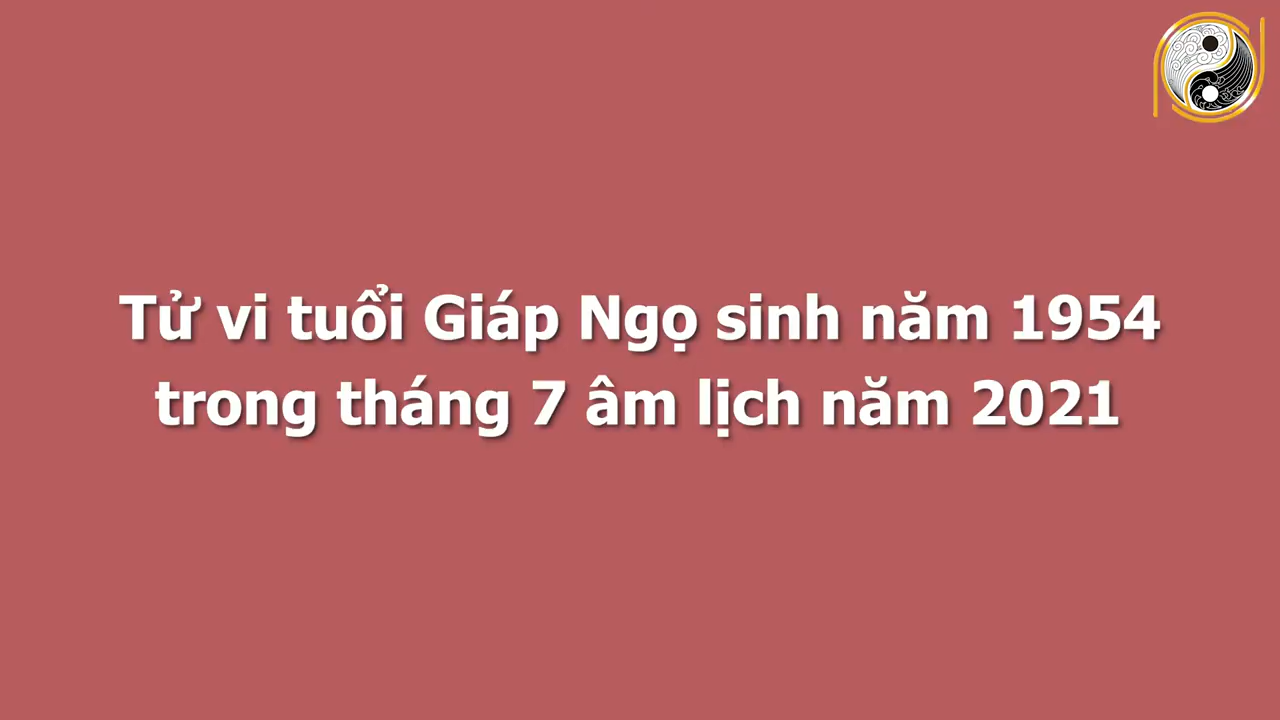 Tử vi tuổi Giáp Ngọ sinh năm 1954
trong tháng 7 âm lịch năm 2021